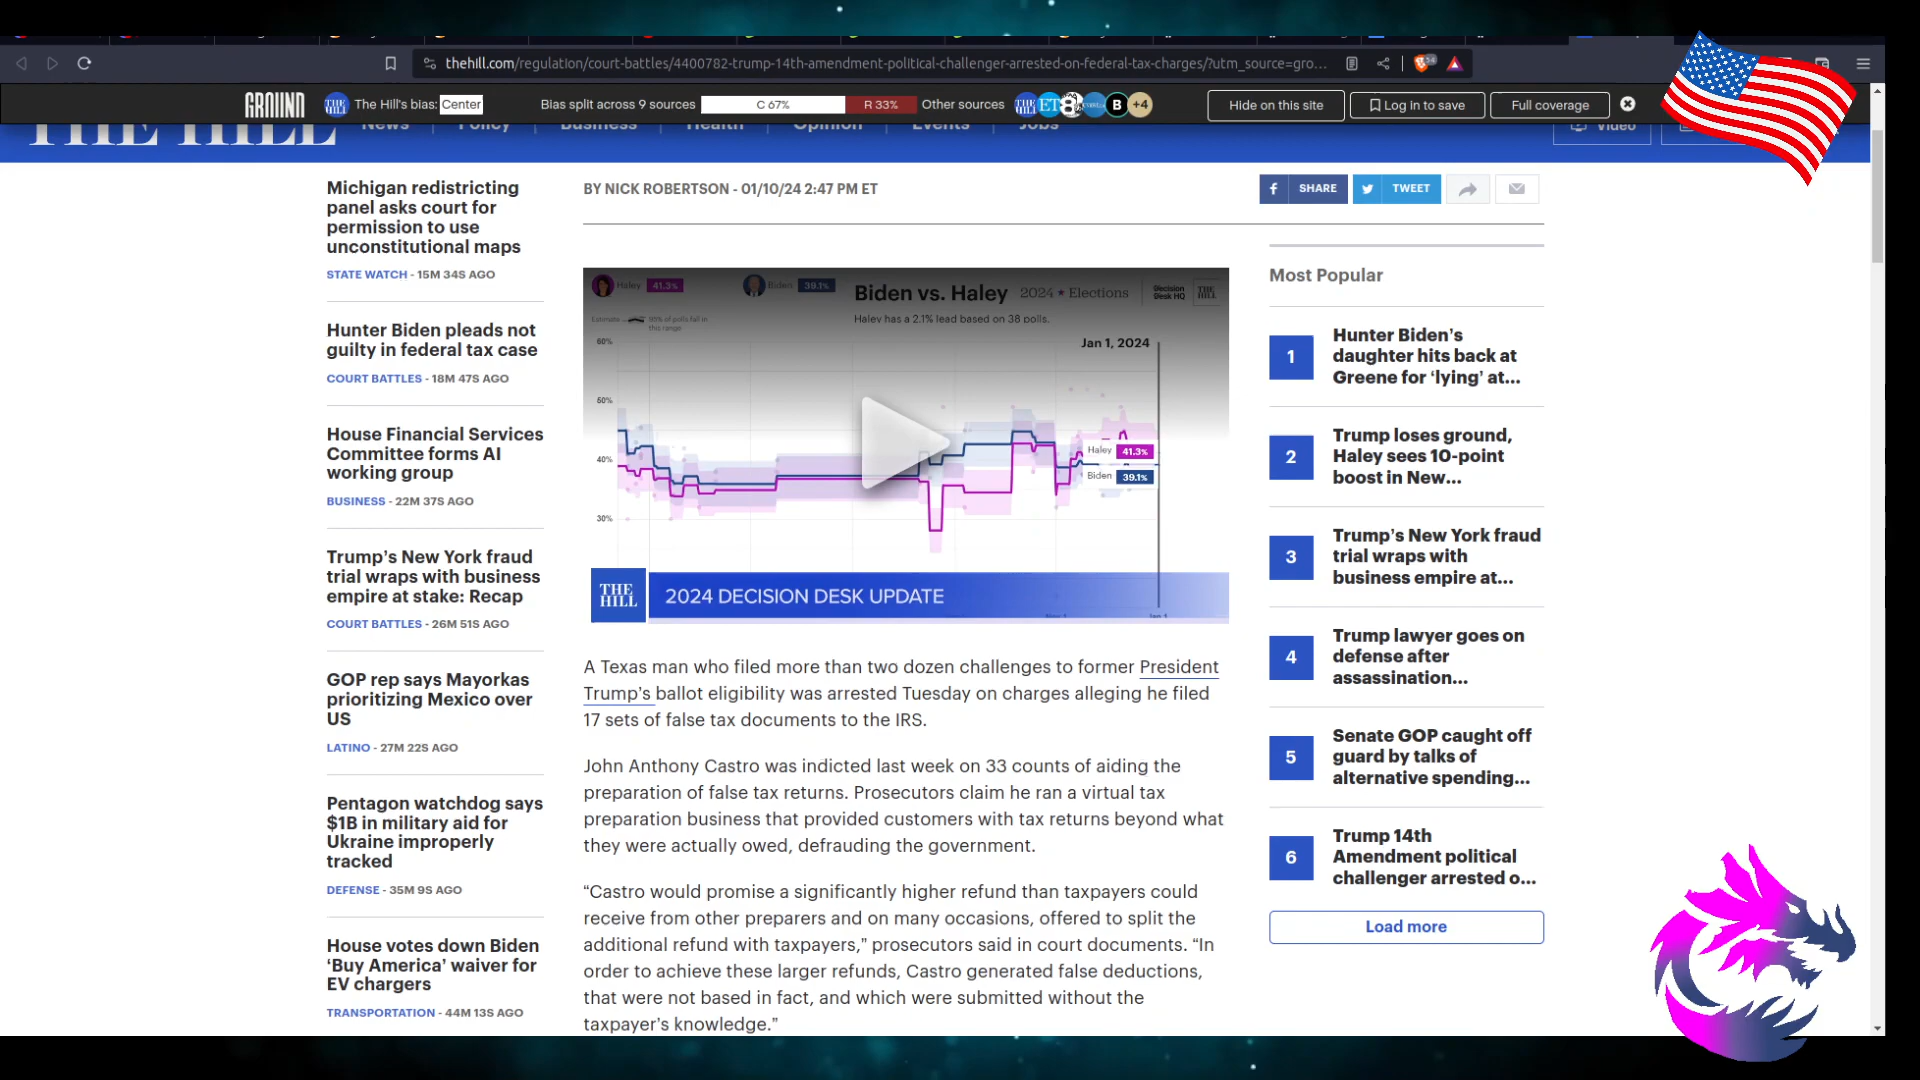 thehill.com/regulation/court-battles/4400782-trump-14th-amendment-political-challenger-arrested-on-federal-tax-charges/?utm_source=gro...
54
GROUND
THE HILL
The Hill's bias: Center
Bias split across 9 sources
C 67%
R 33%
Other sources
THE HILL
ET
8
B
+4
Hide on this site
Log in to save
Full coverage
THE HILL
News
Policy
Business
Health
Opinion
Events
Jobs
Video
Michigan redistricting
panel asks court for
permission to use
unconstitutional maps
STATE WATCH - 15M 34S AGO
Hunter Biden pleads not
guilty in federal tax case
COURT BATTLES - 18M 47S AGO
House Financial Services
Committee forms AI
working group
BUSINESS - 22M 37S AGO
Trump’s New York fraud
trial wraps with business
empire at stake: Recap
COURT BATTLES - 26M 51S AGO
GOP rep says Mayorkas
prioritizing Mexico over
US
LATINO - 27M 22S AGO
Pentagon watchdog says
$1B in military aid for
Ukraine improperly
tracked
DEFENSE - 35M 9S AGO
House votes down Biden
‘Buy America’ waiver for
EV chargers
TRANSPORTATION - 44M 13S AGO
BY NICK ROBERTSON - 01/10/24 2:47 PM ET
SHARE
TWEET
Haley 41.3%
Biden 39.1%
Biden vs. Haley
2024 ★ Elections
Decision
Desk HQ
THE
HILL
Estimate
95% of polls fall in
this range
Haley has a 2.1% lead based on 38 polls.
Jan 1, 2024
60%
50%
40%
30%
Haley 41.3%
Biden 39.1%
Nov 1
Jan 1
THE
HILL
2024 DECISION DESK UPDATE
A Texas man who filed more than two dozen challenges to former President
Trump’s ballot eligibility was arrested Tuesday on charges alleging he filed
17 sets of false tax documents to the IRS.
John Anthony Castro was indicted last week on 33 counts of aiding the
preparation of false tax returns. Prosecutors claim he ran a virtual tax
preparation business that provided customers with tax returns beyond what
they were actually owed, defrauding the government.
“Castro would promise a significantly higher refund than taxpayers could
receive from other preparers and on many occasions, offered to split the
additional refund with taxpayers,” prosecutors said in court documents. “In
order to achieve these larger refunds, Castro generated false deductions,
that were not based in fact, and which were submitted without the
taxpayer’s knowledge.”
Most Popular
1
Hunter Biden’s
daughter hits back at
Greene for ‘lying’ at...
2
Trump loses ground,
Haley sees 10-point
boost in New...
3
Trump’s New York fraud
trial wraps with
business empire at...
4
Trump lawyer goes on
defense after
assassination...
5
Senate GOP caught off
guard by talks of
alternative spending...
6
Trump 14th
Amendment political
challenger arrested o...
Load more